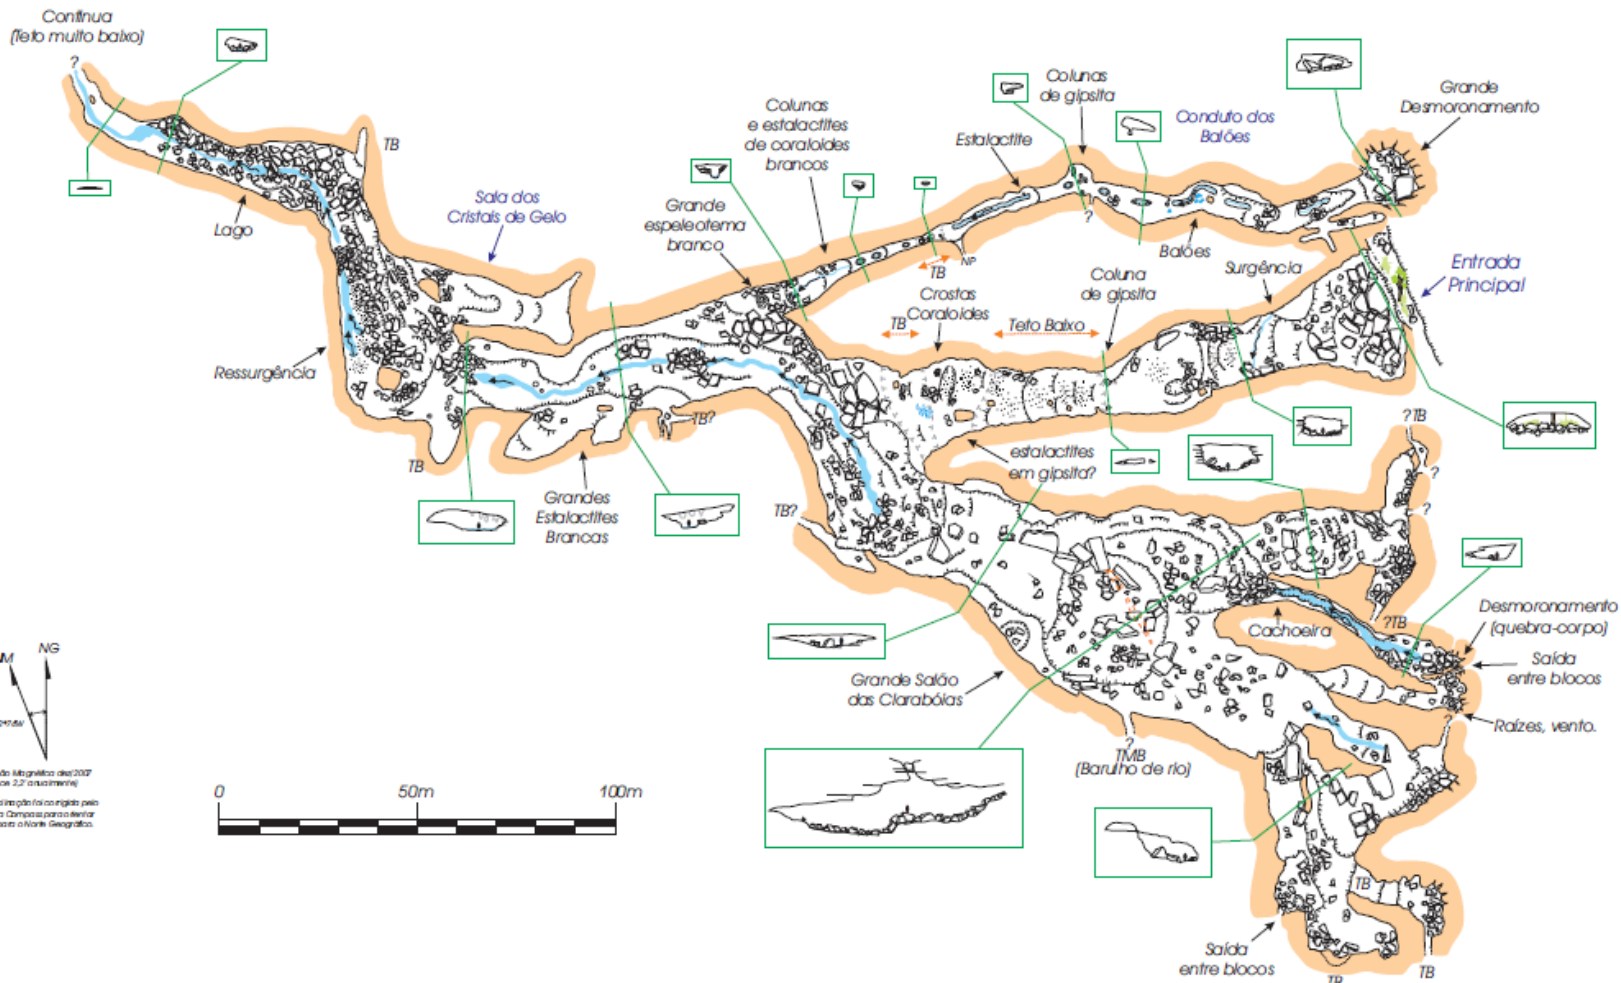 Continua
(Teto muito baixo)
?
TB
Lago
Sala dos
Cristais de Gelo
Ressurgência
TB
Grande
espeleotema
branco
Colunas
e estalactites
de coraloides
brancos
Estalactite
Colunas
de gipsita
Conduto dos
Balões
Grande
Desmoronamento
?
Balões
TB
NP
Surgência
Entrada
Principal
Coluna
de gipsita
Crostas
Coraloides
TB
Teto Baixo
TB?
Grandes
Estalactites
Brancas
TB?
estalactites
em gipsita?
?TB
?
?
?TB
Cachoeira
Desmoronamento
(quebra-corpo)
Saída
entre blocos
Raízes, vento.
?
Grande Salão
das Clarabóias
?
TMB
(Barulho de rio)
TB
Saída
entre blocos
TB
TB
NG
0 50m 100m